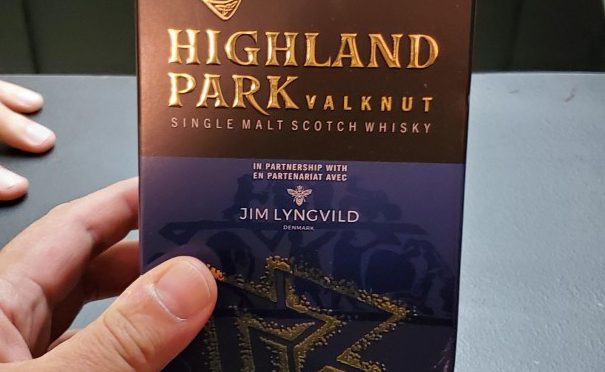 HIGHLAND
PARK VALKNUT
SINGLE MALT SCOTCH WHISKY
IN PARTNERSHIP WITH
EN PARTENARIAT AVEC
JIM LYNGVILD
DENMARK